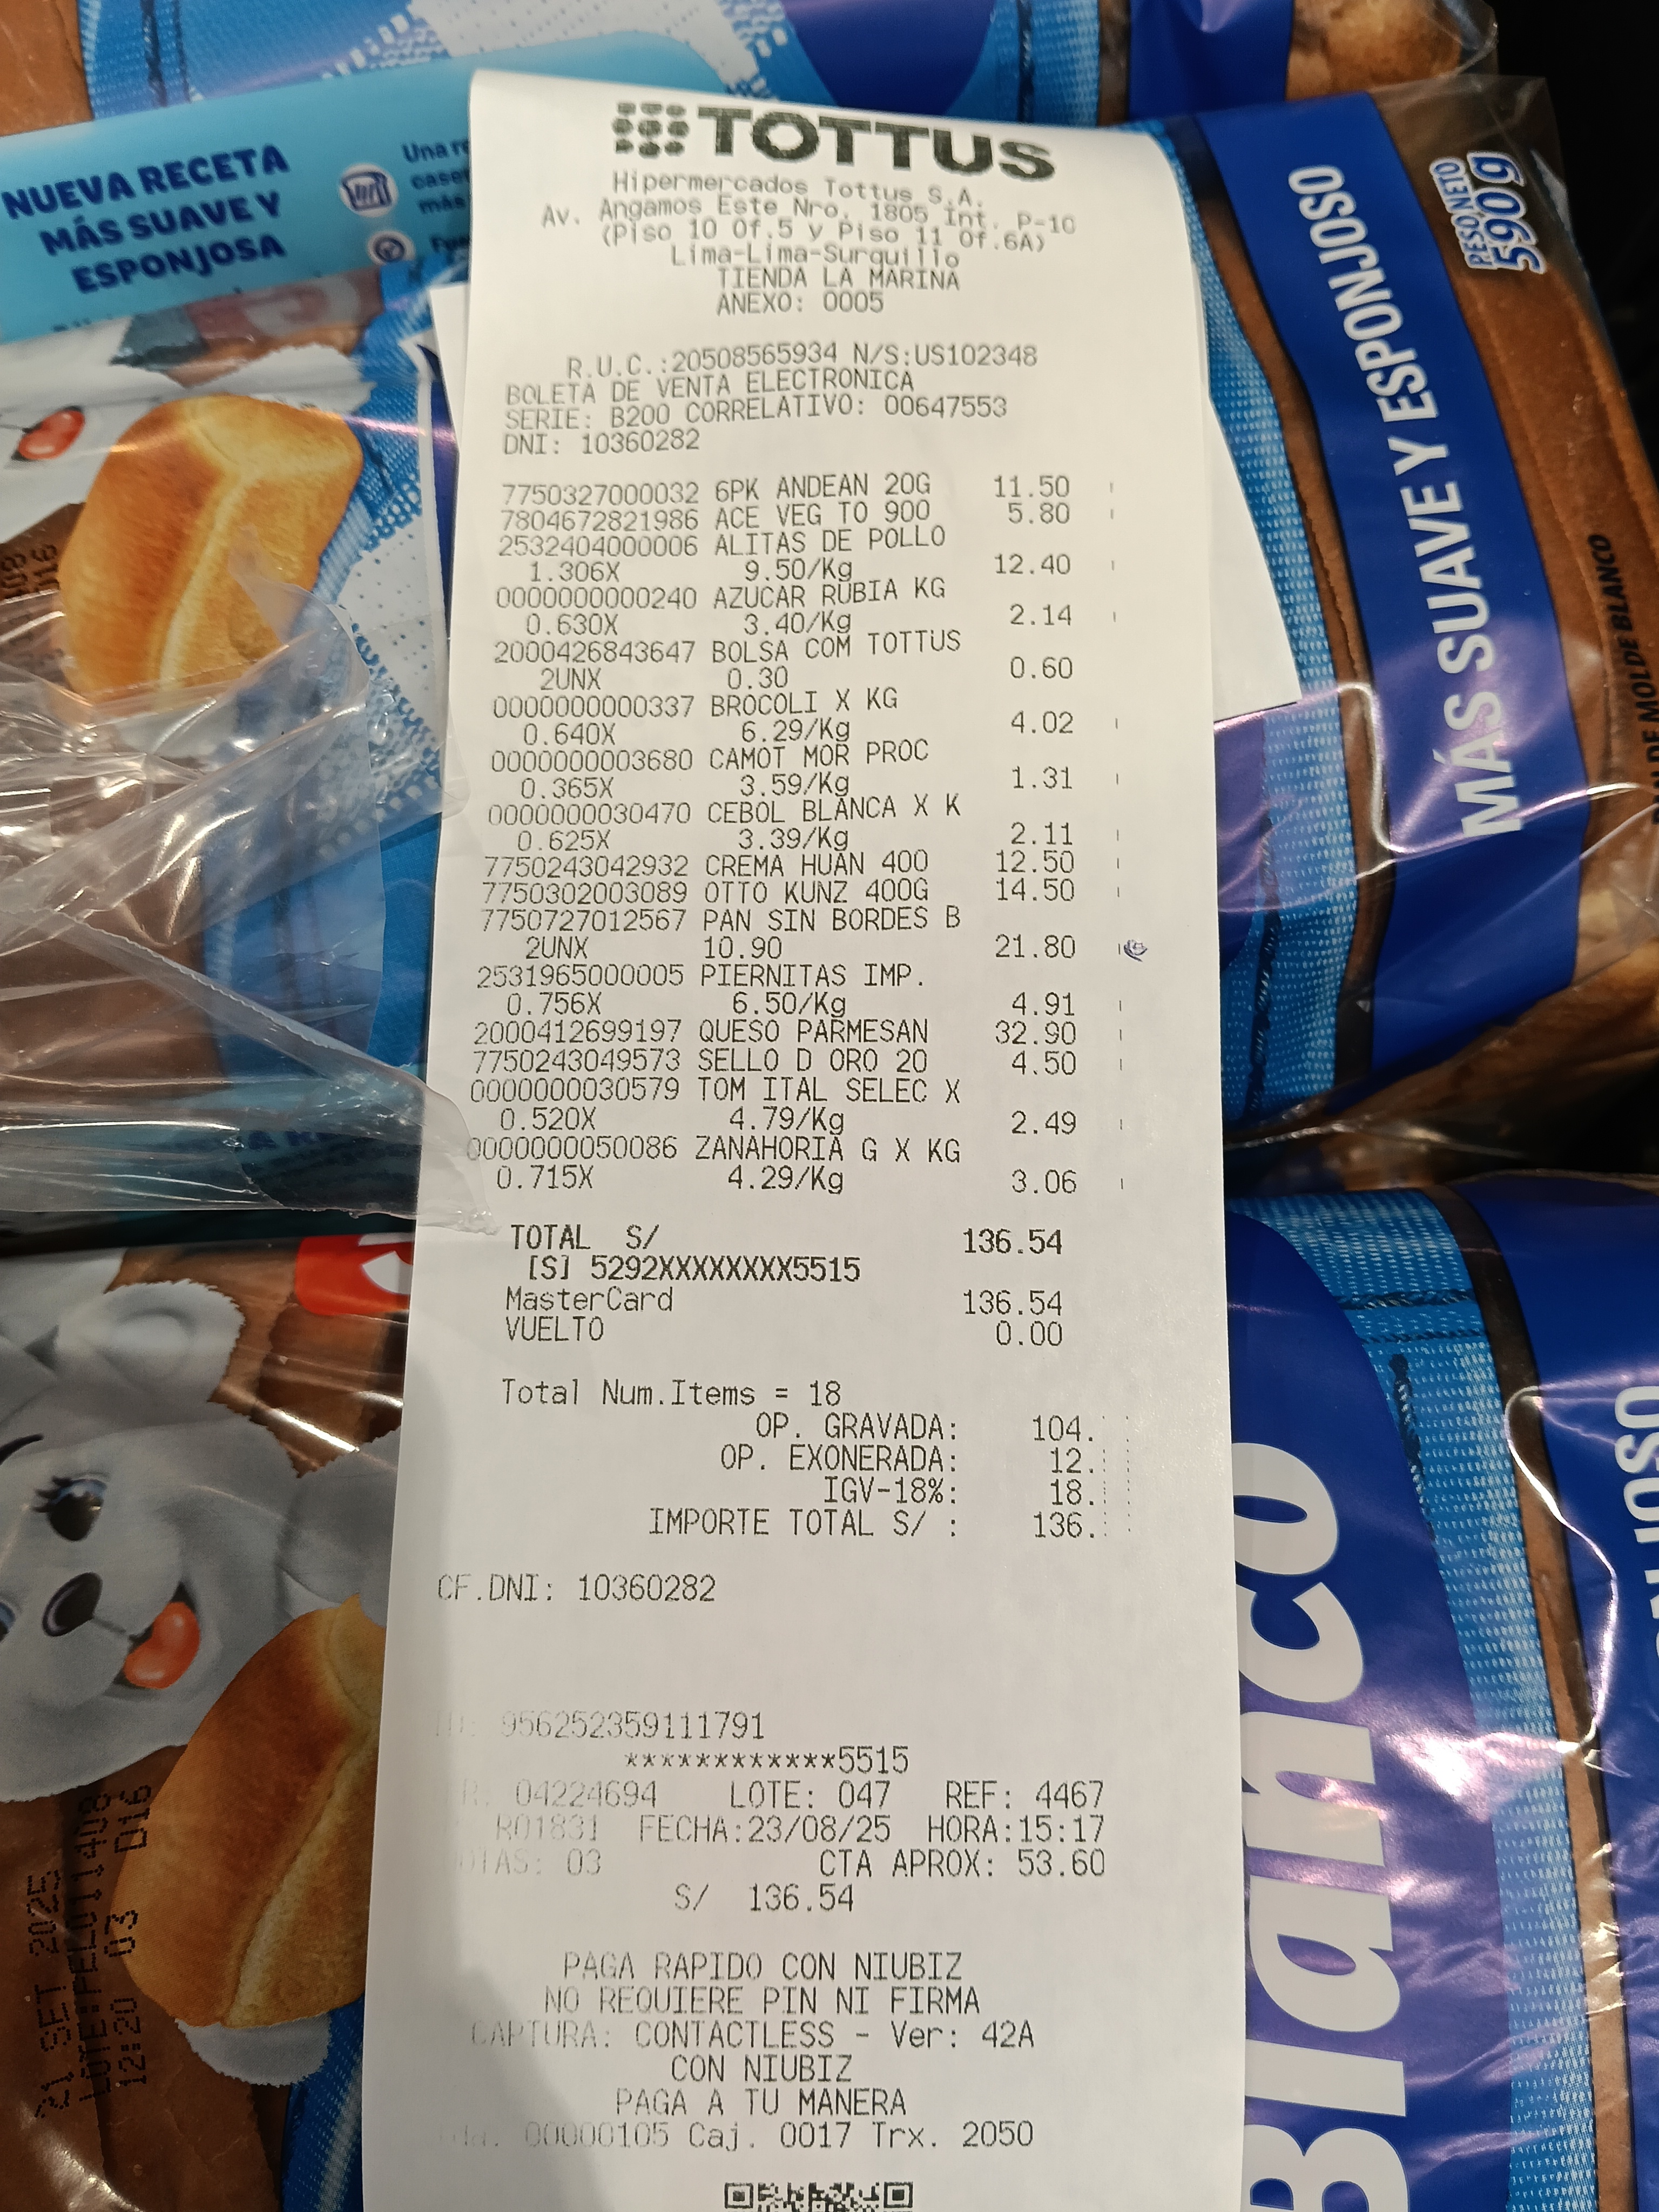 NUEVA RECETA
MÁS SUAVE Y
ESPONJOSA
Una
más
TOTTUS
Hipermercados Tottus S.A.
Av. Angamos Este Nro. 1805 Int. P-10
(Piso 10 Of.5 y Piso 11 Of.6A)
Lima-Lima-Surquillo
TIENDA LA MARINA
ANEXO: 0005
R.U.C.:20508565934 N/S:US102348
BOLETA DE VENTA ELECTRONICA
SERIE: B200 CORRELATIVO: 00647553
DNI: 10360282
7750327000032 6PK ANDEAN 20G 11.50
7804672821986 ACE VEG TO 900 5.80
2532404000006 ALITAS DE POLLO
1.306X 9.50/Kg 12.40
0000000000240 AZUCAR RUBIA KG
0.630X 3.40/Kg 2.14
2000426843647 BOLSA COM TOTTUS
2UNX 0.30 0.60
0000000000337 BROCOLI X KG
0.640X 6.29/Kg 4.02
0000000003680 CAMOT MOR PROC
0.365X 3.59/Kg 1.31
0000000030470 CEBOL BLANCA X K
0.625X 3.39/Kg 2.11
7750243042932 CREMA HUAN 400 12.50
7750302003089 OTTO KUNZ 400G 14.50
7750727012567 PAN SIN BORDES B
2UNX 10.90 21.80
2531965000005 PIERNITAS IMP.
0.756X 6.50/Kg 4.91
2000412699197 QUESO PARMESAN 32.90
7750243049573 SELLO D ORO 20 4.50
0000000030579 TOM ITAL SELEC X
0.520X 4.79/Kg 2.49
0000000050086 ZANAHORIA G X KG
0.715X 4.29/Kg 3.06
TOTAL S/ 136.54
[S] 5292XXXXXXXX5515
MasterCard 136.54
VUELTO 0.00
Total Num.Items = 18
OP. GRAVADA: 104.
OP. EXONERADA: 12.
IGV-18%: 18.
IMPORTE TOTAL S/ : 136.
CF.DNI: 10360282
ID: 956252359111791
************5515
R: 04224694 LOTE: 047 REF: 4467
R01831 FECHA:23/08/25 HORA:15:17
OTAS: 03 CTA APROX: 53.60
S/ 136.54
PAGA RAPIDO CON NIUBIZ
NO REQUIERE PIN NI FIRMA
CAPTURA: CONTACTLESS - Ver: 42A
CON NIUBIZ
PAGA A TU MANERA
00000105 Caj. 0017 Trx. 2050
MÁS SUAVE Y ESPONJOSO
PESO NETO
590g
PAN DE MOLDE BLANCO
Blanco
21 SET 2025
LOTE:PEL011408
12:20 03 D16